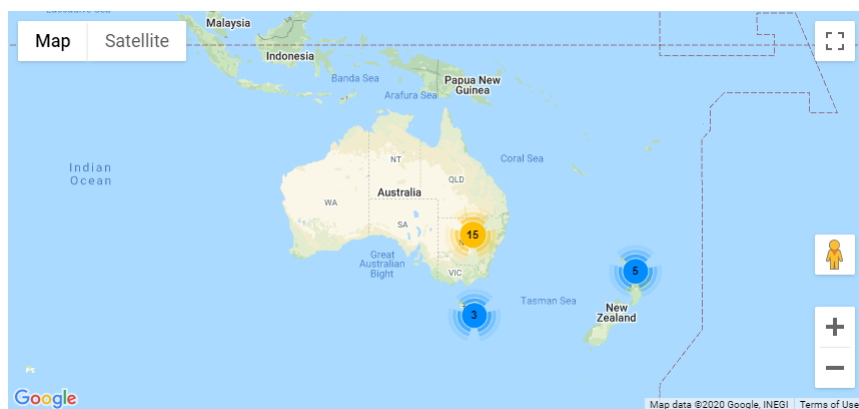 Malaysia
Map
Satellite
Indonesia
Banda Sea
Papua New
Guinea
Arafura Sea
Coral Sea
Indian
Ocean
NT
QLD
Australia
WA
SA
15
Great
Australian
Bight
VIC
5
3
Tasman Sea
New
Zealand
Google
Map data ©2020 Google, INEGI
Terms of Use